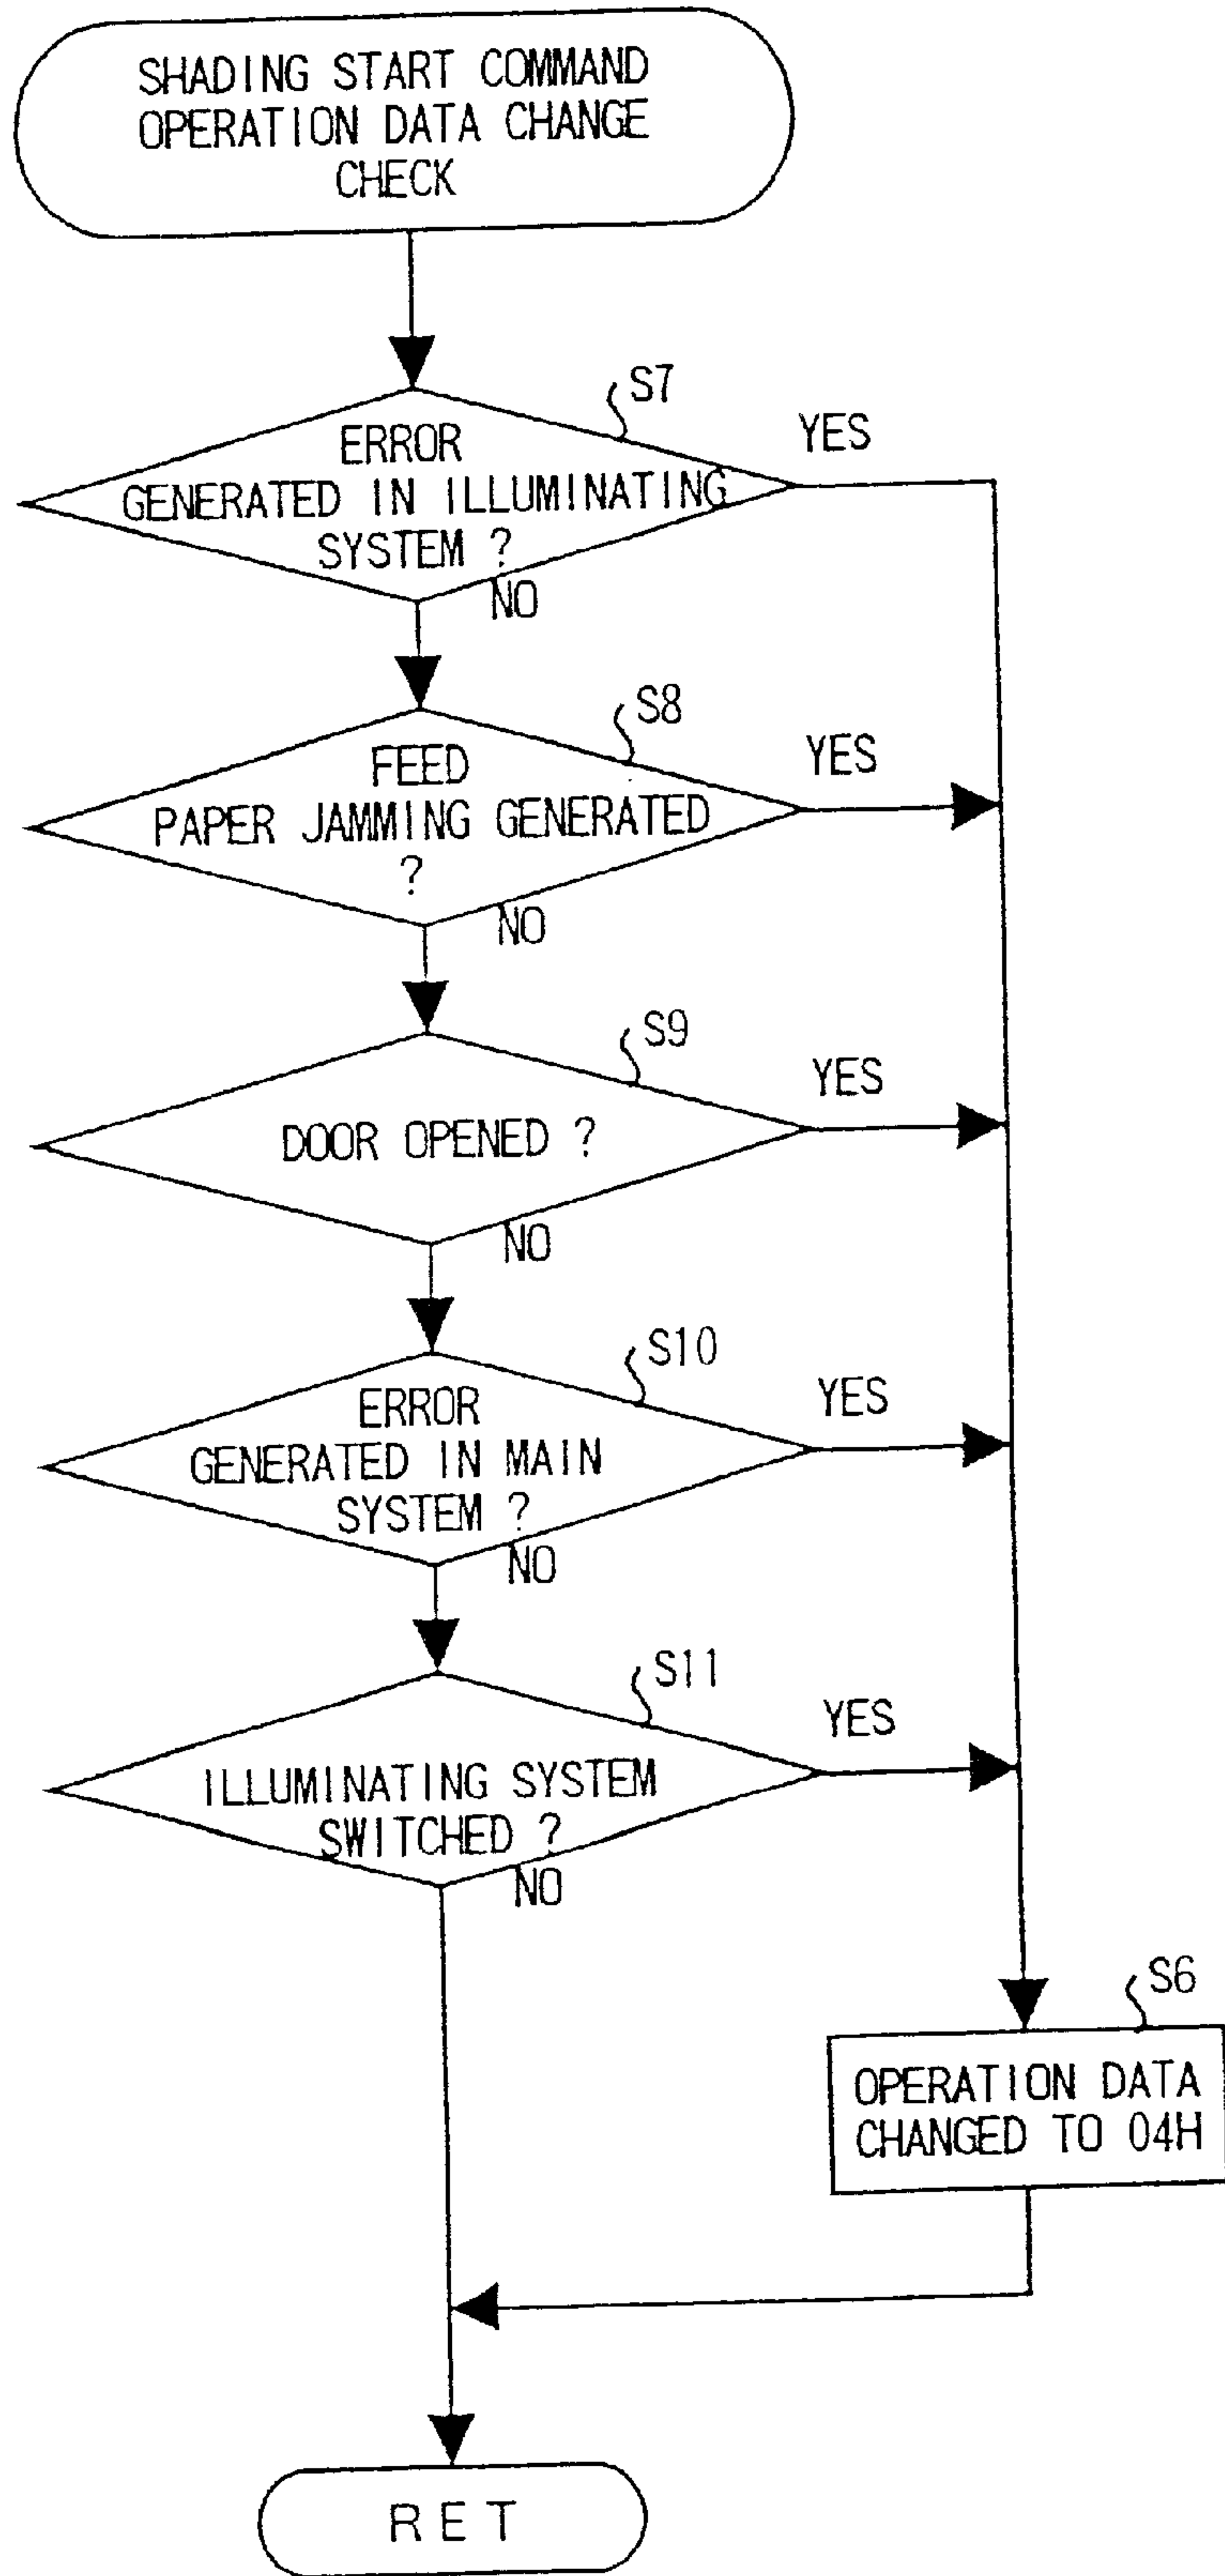 SHADING START COMMAND
OPERATION DATA CHANGE
CHECK
S7
YES
ERROR
GENERATED IN ILLUMINATING
SYSTEM ?
NO
S8
YES
FEED
PAPER JAMMING GENERATED
?
NO
S9
YES
DOOR OPENED ?
NO
S10
YES
ERROR
GENERATED IN MAIN
SYSTEM ?
NO
S11
YES
ILLUMINATING SYSTEM
SWITCHED ?
NO
S6
OPERATION DATA
CHANGED TO 04H
RET